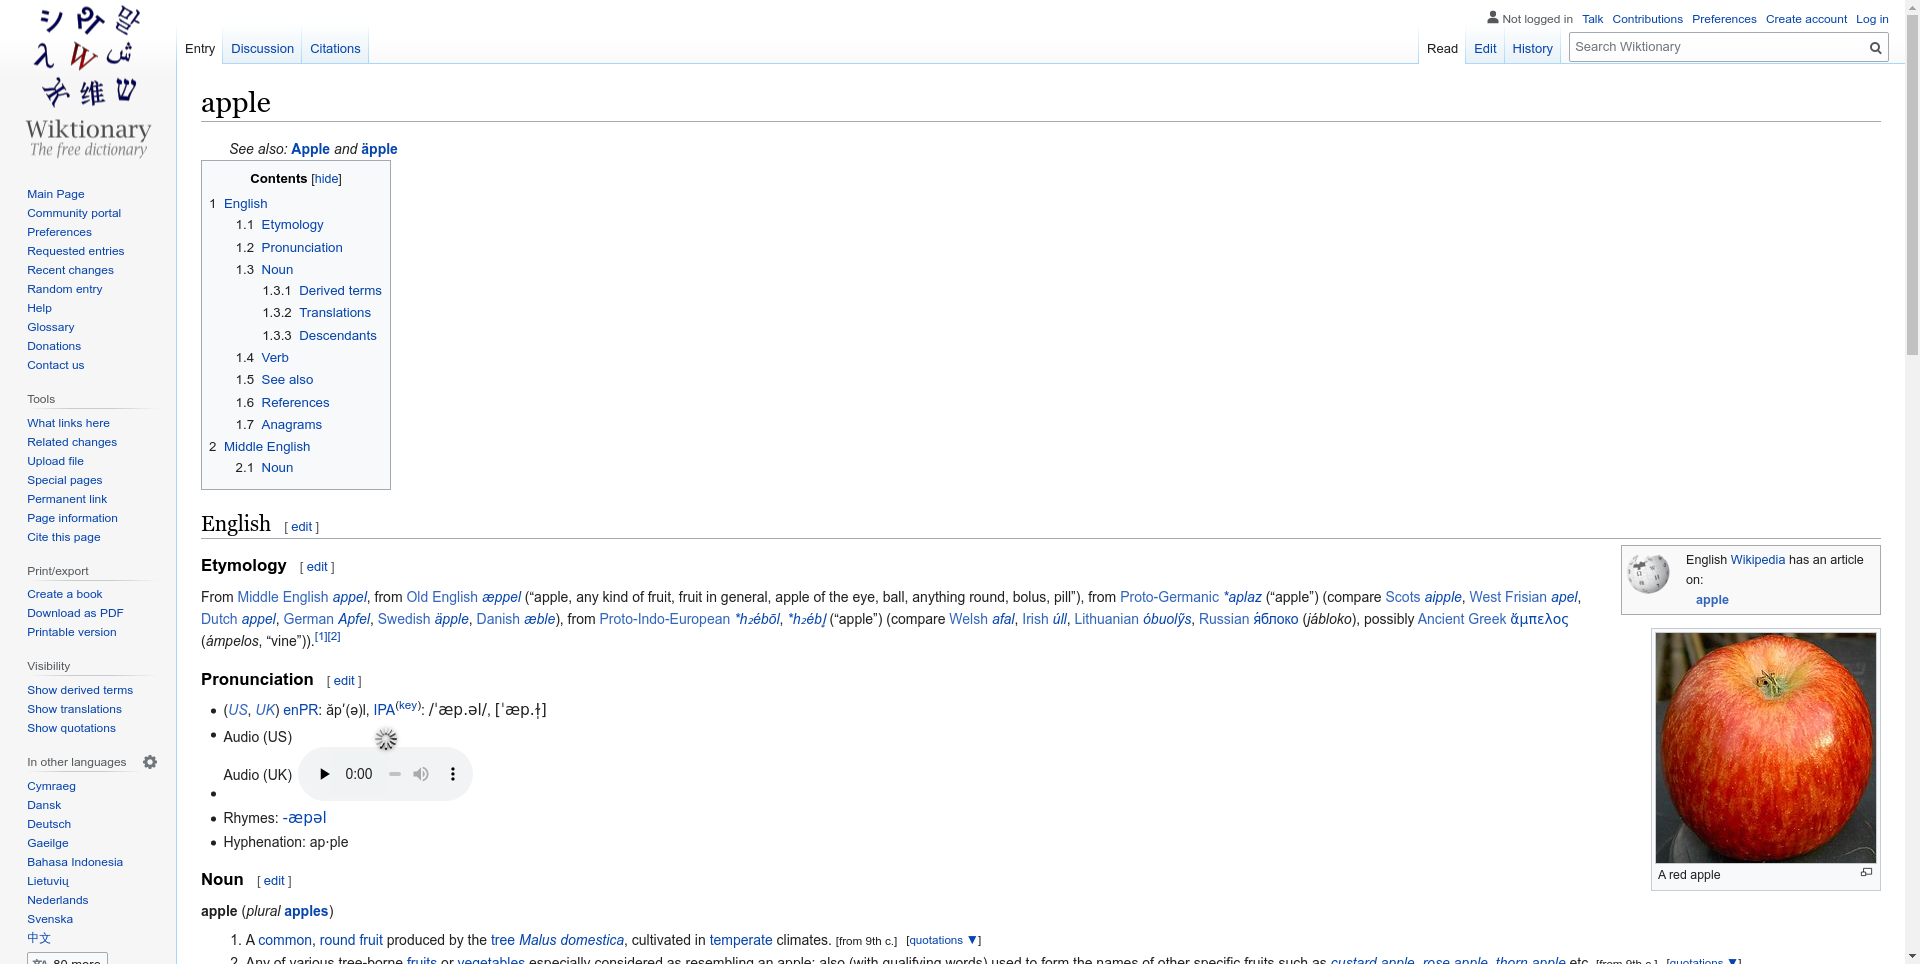 Not logged in Talk Contributions Preferences Create account Log in
Entry Discussion Citations Read Edit History Search Wiktionary
Wiktionary
The free dictionary
Main Page
Community portal
Preferences
Requested entries
Recent changes
Random entry
Help
Glossary
Donations
Contact us
Tools
What links here
Related changes
Upload file
Special pages
Permanent link
Page information
Cite this page
Print/export
Create a book
Download as PDF
Printable version
Visibility
Show derived terms
Show translations
Show quotations
In other languages
Cymraeg
Dansk
Deutsch
Gaeilge
Bahasa Indonesia
Lietuvių
Nederlands
Svenska
中文
80 more
apple
See also: Apple and äpple
Contents [hide]
1 English
1.1 Etymology
1.2 Pronunciation
1.3 Noun
1.3.1 Derived terms
1.3.2 Translations
1.3.3 Descendants
1.4 Verb
1.5 See also
1.6 References
1.7 Anagrams
2 Middle English
2.1 Noun
English [ edit ]
Etymology [ edit ]
From Middle English appel, from Old English æppel (“apple, any kind of fruit, fruit in general, apple of the eye, ball, anything round, bolus, pill”), from Proto-Germanic *aplaz (“apple”) (compare Scots aipple, West Frisian apel,
Dutch appel, German Apfel, Swedish äpple, Danish æble), from Proto-Indo-European *h₂ébōl, *h₂ébl̥ (“apple”) (compare Welsh afal, Irish úll, Lithuanian óbuolỹs, Russian я́блоко (jábloko), possibly Ancient Greek ἄμπελος
(ámpelos, “vine”)).[1][2]
English Wikipedia has an article
on:
apple
A red apple
Pronunciation [ edit ]
(US, UK) enPR: ăp′(ə)l, IPA(key): /ˈæp.əl/, [ˈæp.ɫ̩]
Audio (US)
Audio (UK) 0:00
Rhymes: -æpəl
Hyphenation: ap·ple
Noun [ edit ]
apple (plural apples)
1. A common, round fruit produced by the tree Malus domestica, cultivated in temperate climates. [from 9th c.] [quotations ▼]
2. Any of various tree-borne fruits or vegetables especially considered as resembling an apple; also (with qualifying words) used to form the names of other specific fruits such as custard apple, rose apple, thorn apple etc. [from 9th c.] [quotations ▼]